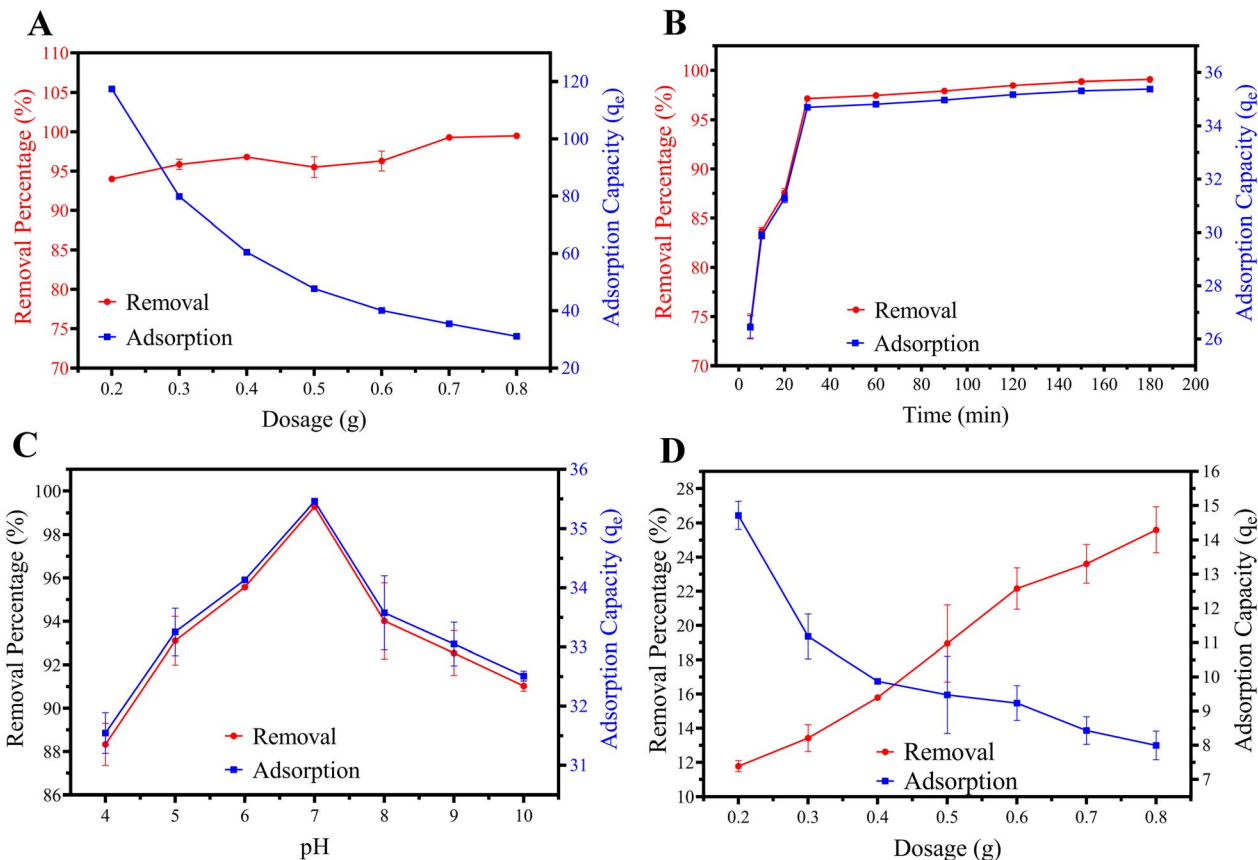 A
Removal Percentage (%)
110
105
100
95
90
85
80
75
70
Removal
Adsorption
120
100
80
60
40
20
Adsorption Capacity (qe)
0.2 0.3 0.4 0.5 0.6 0.7 0.8
Dosage (g)
B
Removal Percentage (%)
100
95
90
85
80
75
70
Removal
Adsorption
36
34
32
30
28
26
Adsorption Capacity (qe)
0 20 40 60 80 100 120 140 160 180 200
Time (min)
C
Removal Percentage (%)
100
98
96
94
92
90
88
86
Removal
Adsorption
36
35
34
33
32
31
Adsorption Capacity (qe)
4 5 6 7 8 9 10
pH
D
Removal Percentage (%)
28
26
24
22
20
18
16
14
12
10
Removal
Adsorption
16
15
14
13
12
11
10
9
8
7
Adsorption Capacity (qe)
0.2 0.3 0.4 0.5 0.6 0.7 0.8
Dosage (g)